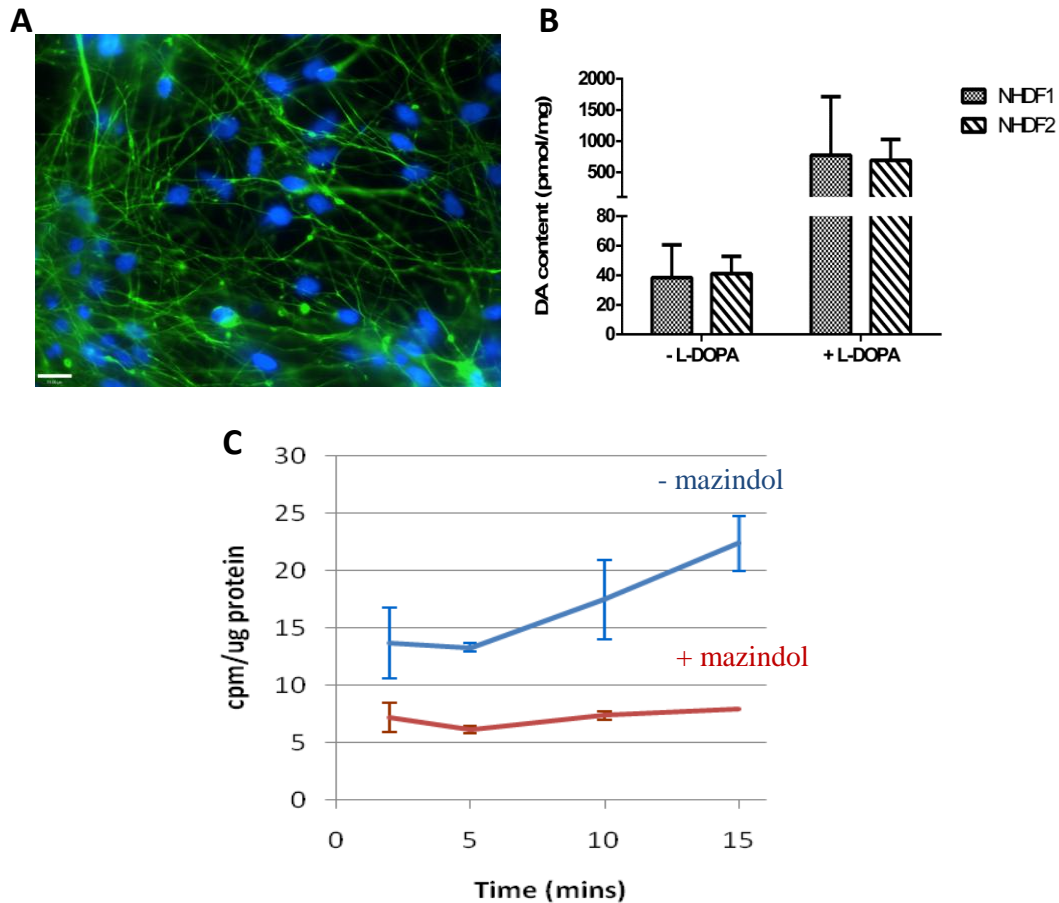 A
B
2000
1500
1000
500
80
60
40
20
0
DA content (pmol/mg)
- L-DOPA
+ L-DOPA
NHDF1
NHDF2
C
30
25
20
15
10
5
0
cpm/ug protein
- mazindol
+ mazindol
0
5
10
15
Time (mins)